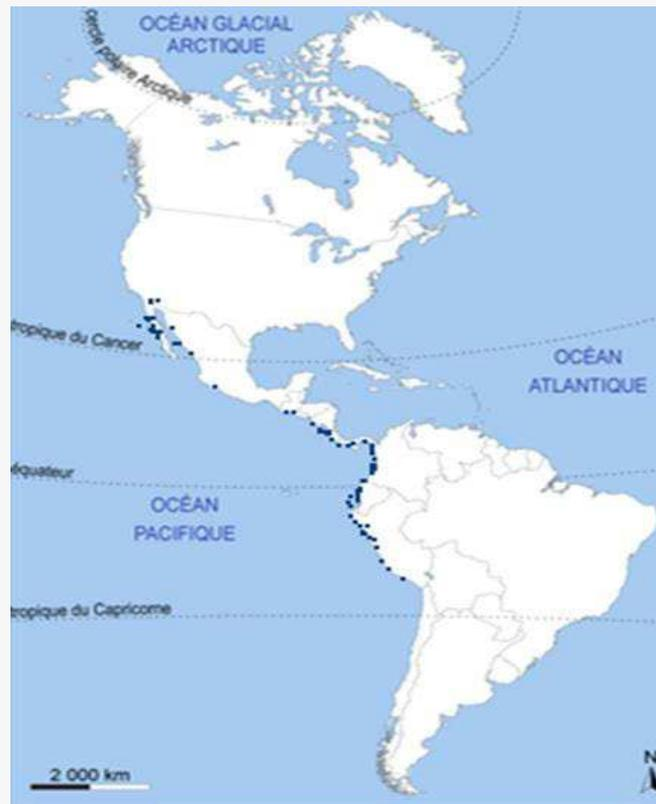 OCÉAN GLACIAL
ARCTIQUE
cercle polaire Arctique
tropique du Cancer
OCÉAN
ATLANTIQUE
équateur
OCÉAN
PACIFIQUE
tropique du Capricorne
2 000 km
N